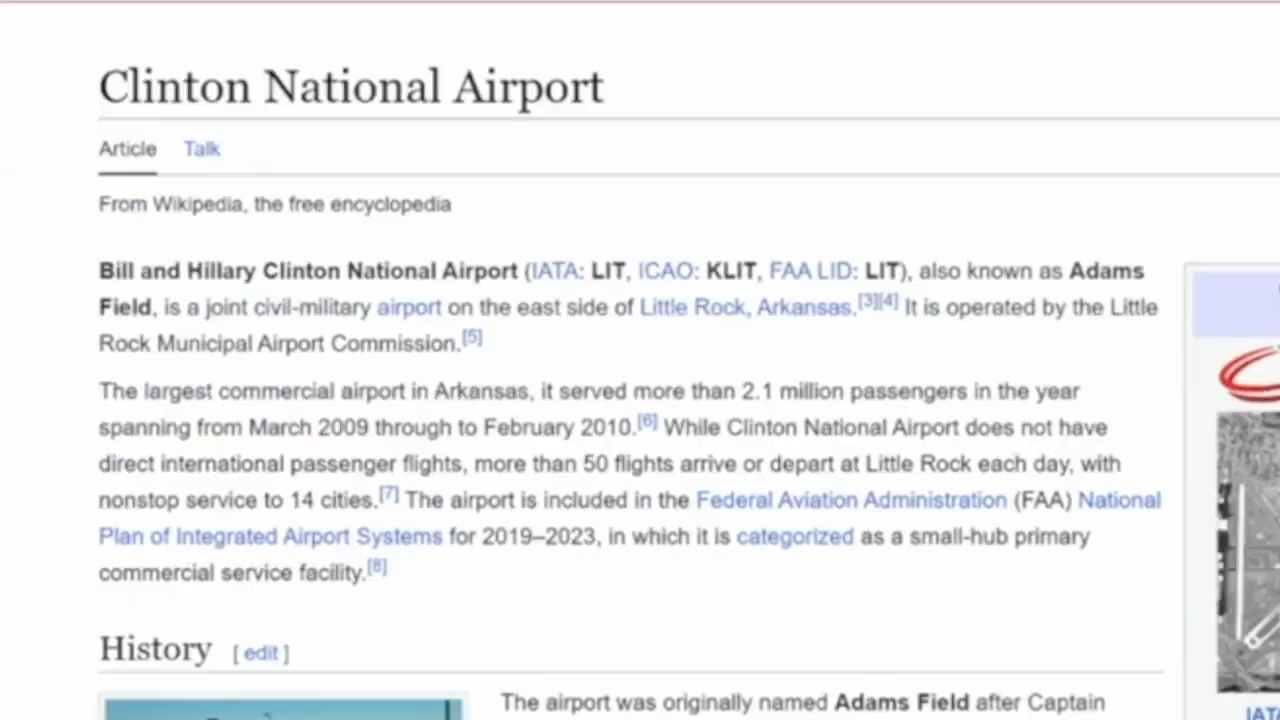 Clinton National Airport
Article Talk
From Wikipedia, the free encyclopedia
Bill and Hillary Clinton National Airport (IATA: LIT, ICAO: KLIT, FAA LID: LIT), also known as Adams
Field, is a joint civil-military airport on the east side of Little Rock, Arkansas.[3][4] It is operated by the Little
Rock Municipal Airport Commission.[5]
The largest commercial airport in Arkansas, it served more than 2.1 million passengers in the year
spanning from March 2009 through to February 2010.[6] While Clinton National Airport does not have
direct international passenger flights, more than 50 flights arrive or depart at Little Rock each day, with
nonstop service to 14 cities.[7] The airport is included in the Federal Aviation Administration (FAA) National
Plan of Integrated Airport Systems for 2019–2023, in which it is categorized as a small-hub primary
commercial service facility.[8]
History [ edit ]
The airport was originally named Adams Field after Captain